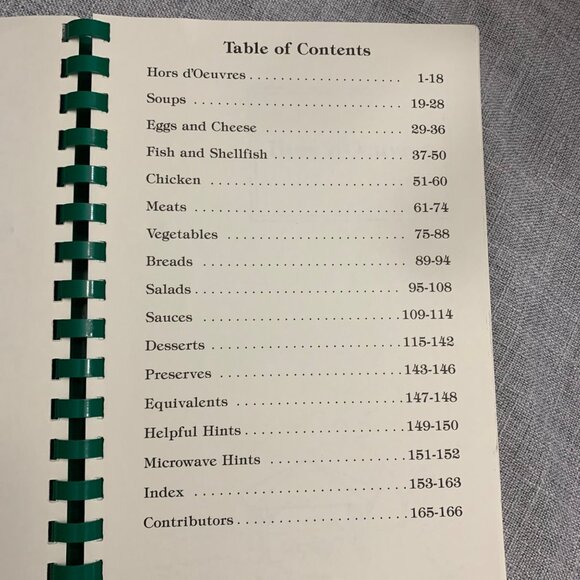 Table of Contents
Hors d'Oeuvres . . . . . . . . . . . . . . . . . . . . 1-18
Soups . . . . . . . . . . . . . . . . . . . . . . . . . 19-28
Eggs and Cheese . . . . . . . . . . . . . . . . . . 29-36
Fish and Shellfish . . . . . . . . . . . . . . . . . 37-50
Chicken . . . . . . . . . . . . . . . . . . . . . . . . 51-60
Meats . . . . . . . . . . . . . . . . . . . . . . . . . 61-74
Vegetables . . . . . . . . . . . . . . . . . . . . . . 75-88
Breads . . . . . . . . . . . . . . . . . . . . . . . . 89-94
Salads . . . . . . . . . . . . . . . . . . . . . . . . 95-108
Sauces . . . . . . . . . . . . . . . . . . . . . . . . 109-114
Desserts . . . . . . . . . . . . . . . . . . . . . . . 115-142
Preserves . . . . . . . . . . . . . . . . . . . . . . 143-146
Equivalents . . . . . . . . . . . . . . . . . . . . . 147-148
Helpful Hints . . . . . . . . . . . . . . . . . . . . 149-150
Microwave Hints . . . . . . . . . . . . . . . . . 151-152
Index . . . . . . . . . . . . . . . . . . . . . . . . . 153-163
Contributors . . . . . . . . . . . . . . . . . . . . . 165-166